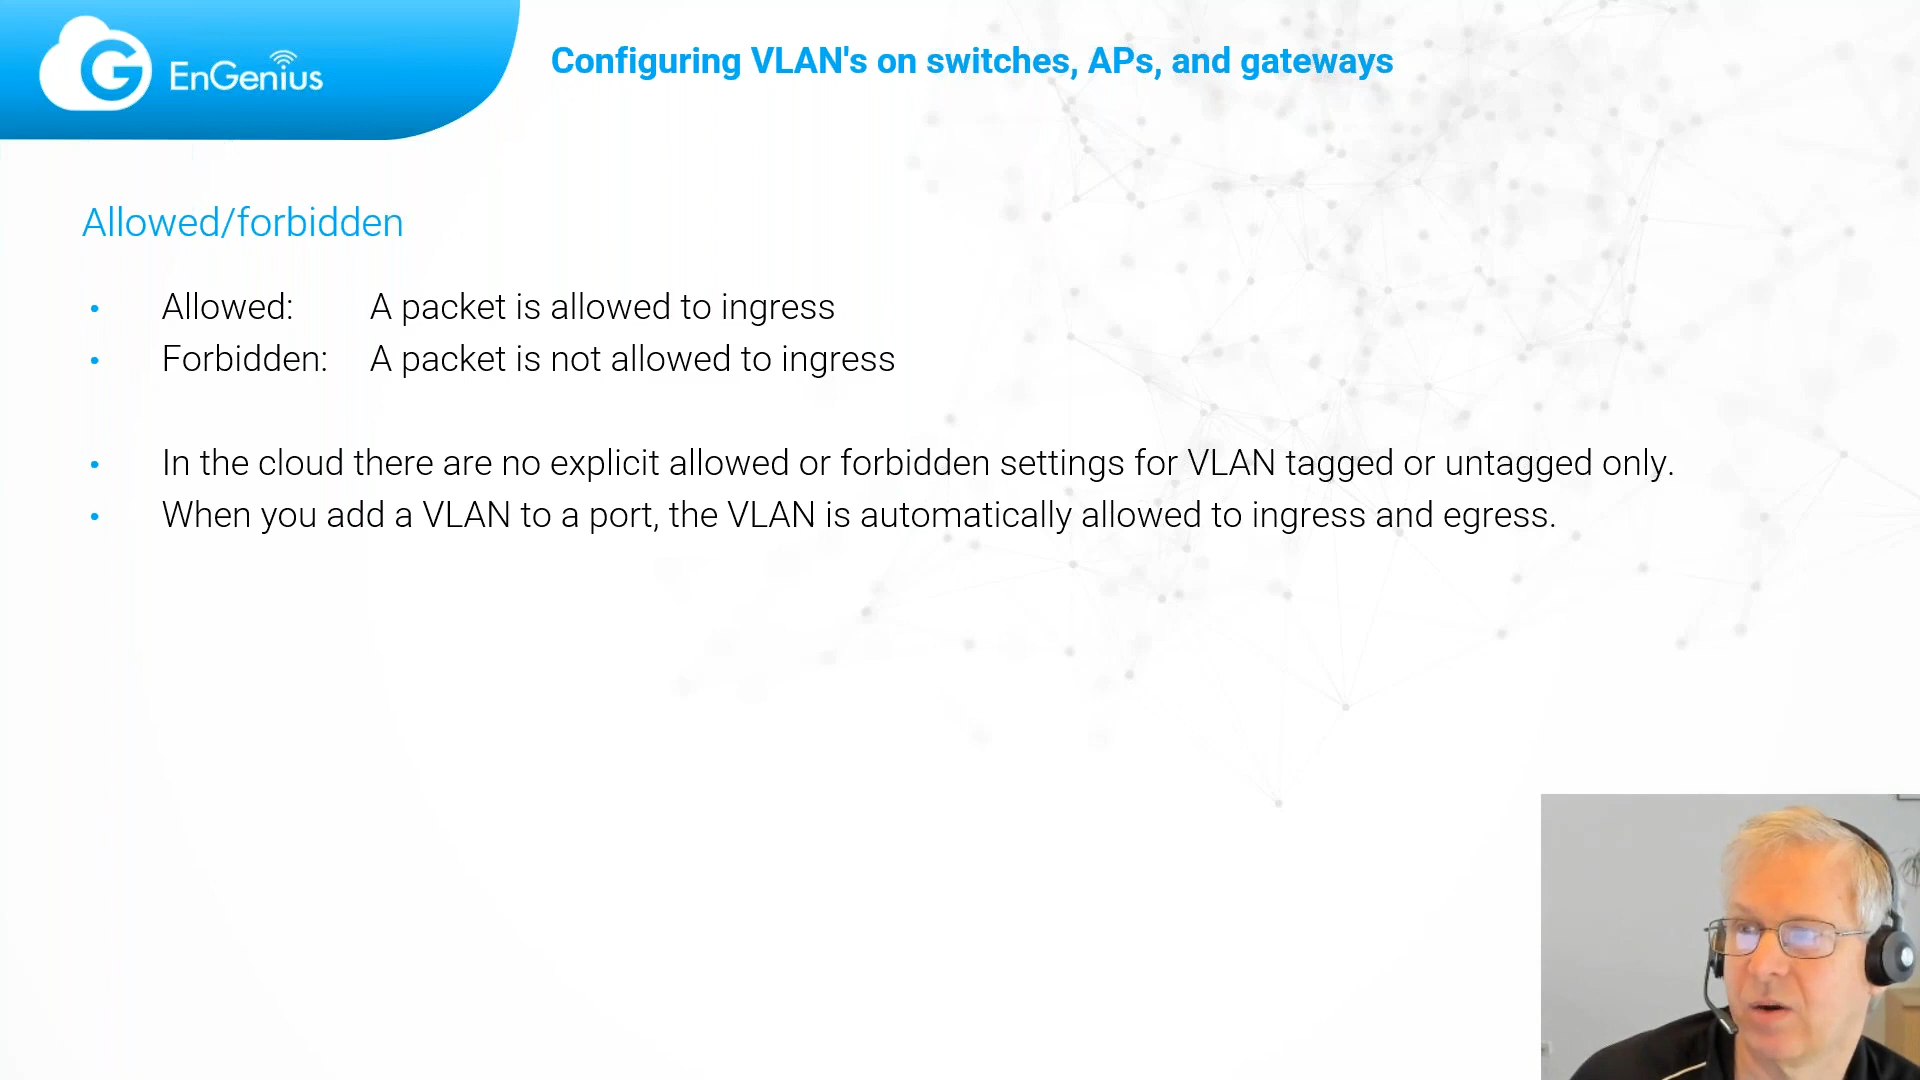 EnGenius
Configuring VLAN's on switches, APs, and gateways
Allowed/forbidden
• Allowed: A packet is allowed to ingress
• Forbidden: A packet is not allowed to ingress
• In the cloud there are no explicit allowed or forbidden settings for VLAN tagged or untagged only.
• When you add a VLAN to a port, the VLAN is automatically allowed to ingress and egress.